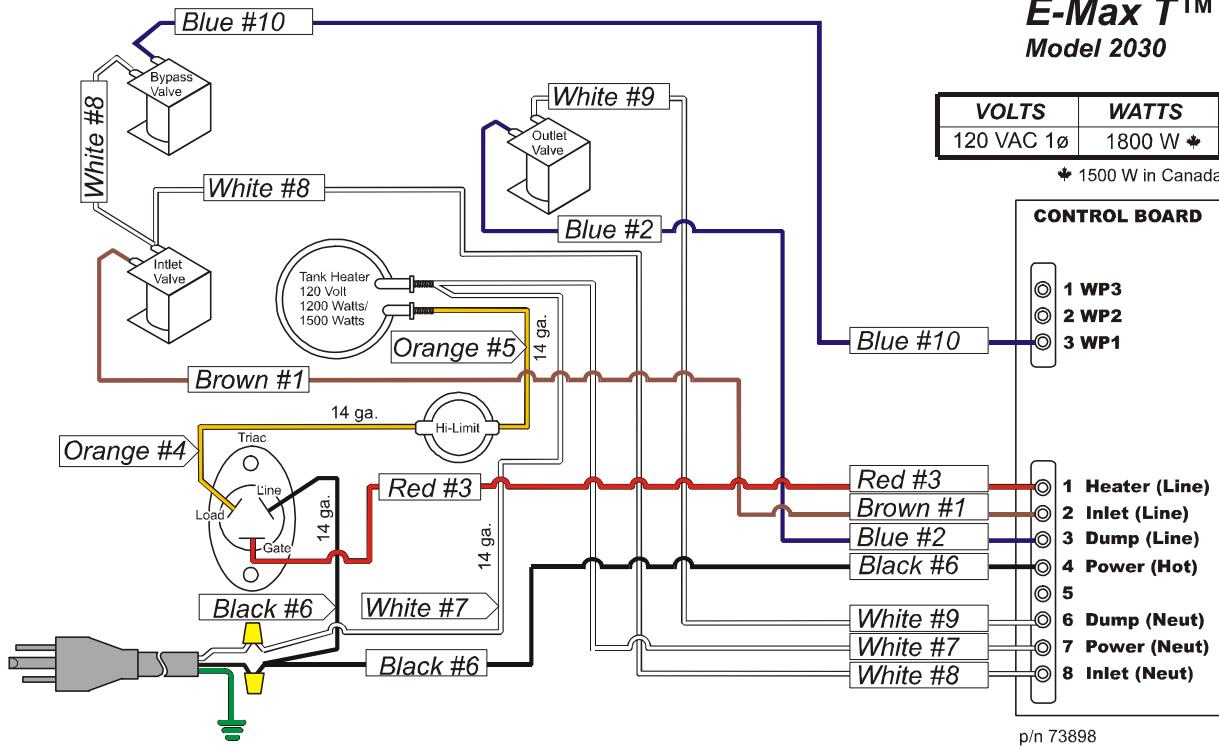 E-Max T™
Model 2030
VOLTS WATTS
120 VAC 1ø 1800 W
1500 W in Canada
Blue #10
Bypass
Valve
White #8
White #8
Inlet
Valve
White #9
Outlet
Valve
Blue #2
Tank Heater
120 Volt
1200 Watts/
1500 Watts
14 ga.
Orange #5
Brown #1
14 ga.
Hi-Limit
Orange #4
Triac
Line
Load
Gate
14 ga.
Red #3
14 ga.
Black #6
White #7
Black #6
CONTROL BOARD
1 WP3
2 WP2
Blue #10
3 WP1
Red #3
1 Heater (Line)
Brown #1
2 Inlet (Line)
Blue #2
3 Dump (Line)
Black #6
4 Power (Hot)
5
White #9
6 Dump (Neut)
White #7
7 Power (Neut)
White #8
8 Inlet (Neut)
p/n 73898